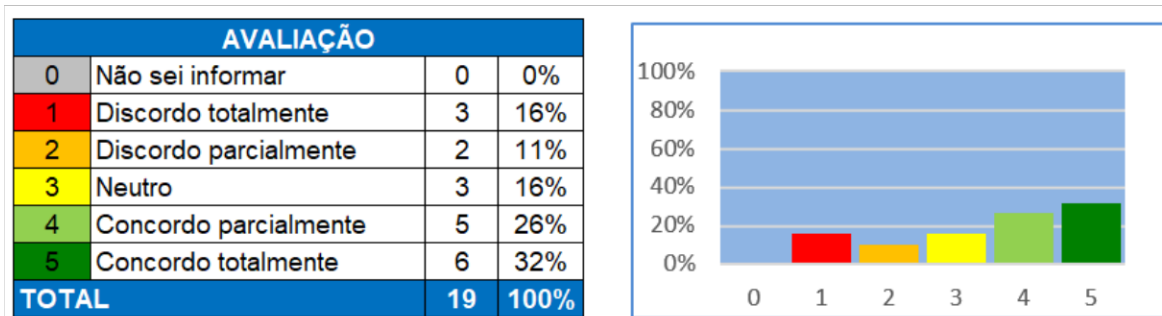 AVALIAÇÃO
0 Não sei informar 0 0%
1 Discordo totalmente 3 16%
2 Discordo parcialmente 2 11%
3 Neutro 3 16%
4 Concordo parcialmente 5 26%
5 Concordo totalmente 6 32%
TOTAL 19 100%
100%
80%
60%
40%
20%
0%
0 1 2 3 4 5